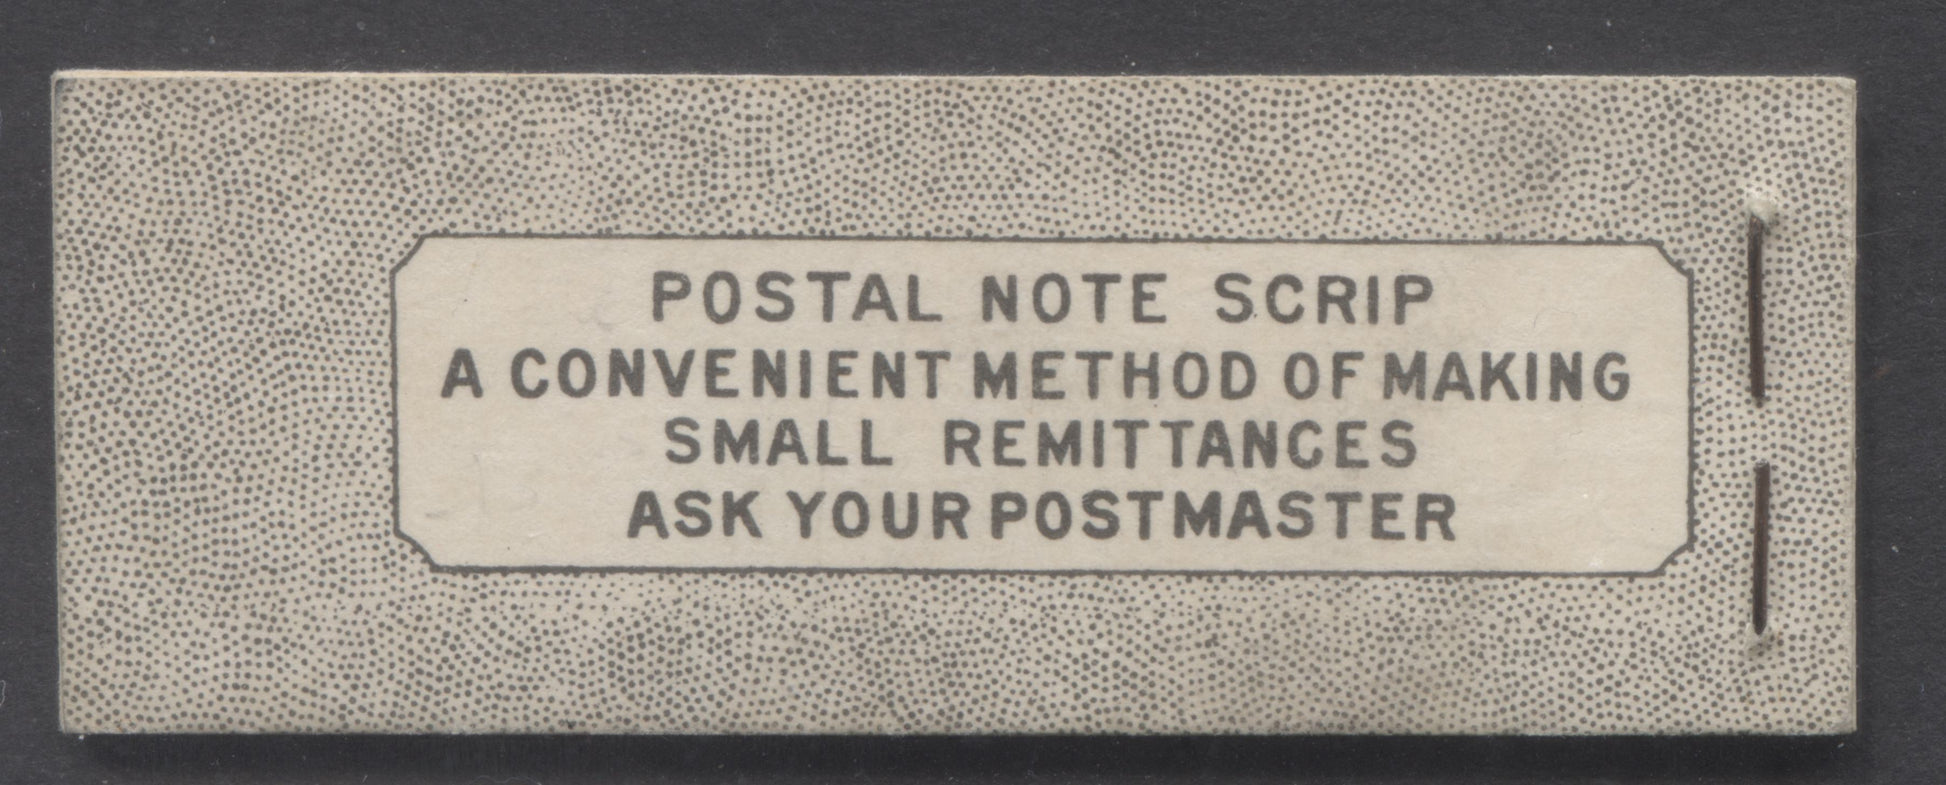 POSTAL NOTE SCRIP
A CONVENIENT METHOD OF MAKING
SMALL REMITTANCES
ASK YOUR POSTMASTER